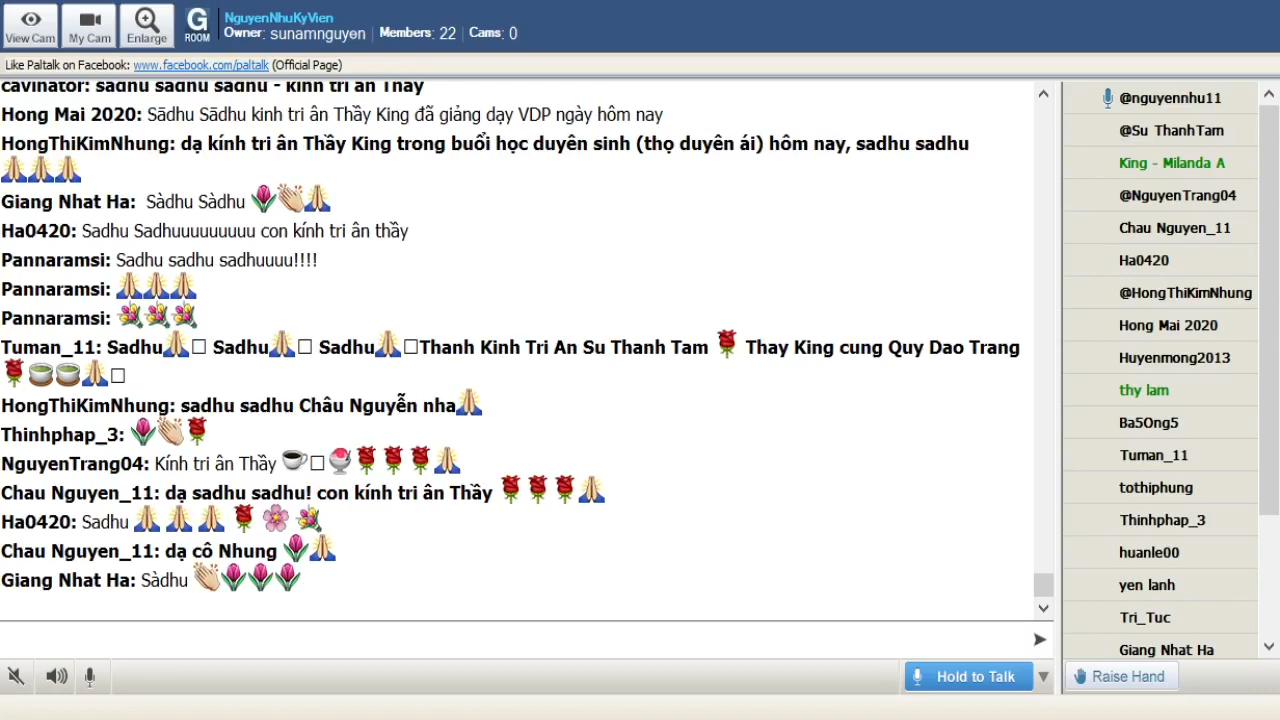 View Cam
My Cam
Enlarge
G
ROOM
NguyenNhuKyVien
Owner: sunamnguyen
Members: 22
Cams: 0
Like Paltalk on Facebook: www.facebook.com/paltalk (Official Page)
cavinator: sadhu sadhu sadhu - kính tri ân Thầy
Hong Mai 2020: Sādhu Sādhu kinh tri ân Thầy King đã giảng dạy VDP ngày hôm nay
HongThiKimNhung: dạ kính tri ân Thầy King trong buổi học duyên sinh (thọ duyên ái) hôm nay, sadhu sadhu
🙏🙏🙏
Giang Nhat Ha: Sàdhu Sàdhu 🌷👏🙏
Ha0420: Sadhu Sadhuuuuuuuuu con kính tri ân thầy
Pannaramsi: Sadhu sadhu sadhuuuu!!!!
Pannaramsi: 🙏🙏🙏
Pannaramsi: 💐💐💐
Tuman_11: Sadhu🙏□ Sadhu🙏□ Sadhu🙏□Thanh Kinh Tri An Su Thanh Tam 🌹 Thay King cung Quy Dao Trang
🌹🍵🍵🙏□
HongThiKimNhung: sadhu sadhu Châu Nguyễn nha🙏
Thinhphap_3: 🌷👏🌹
NguyenTrang04: Kính tri ân Thầy ☕□🍨🌹🌹🌹🙏
Chau Nguyen_11: dạ sadhu sadhu! con kính tri ân Thầy 🌹🌹🌹🙏
Ha0420: Sadhu 🙏 🙏 🙏 🌹 🌸 💐
Chau Nguyen_11: dạ cô Nhung 🌷🙏
Giang Nhat Ha: Sàdhu 👏🌷🌷🌷
@nguyennhu11
@Su ThanhTam
King - Milanda A
@NguyenTrang04
Chau Nguyen_11
Ha0420
@HongThiKimNhung
Hong Mai 2020
Huyenmong2013
thy lam
Ba5Ong5
Tuman_11
tothiphung
Thinhphap_3
huanle00
yen lanh
Tri_Tuc
Giang Nhat Ha
Hold to Talk
Raise Hand